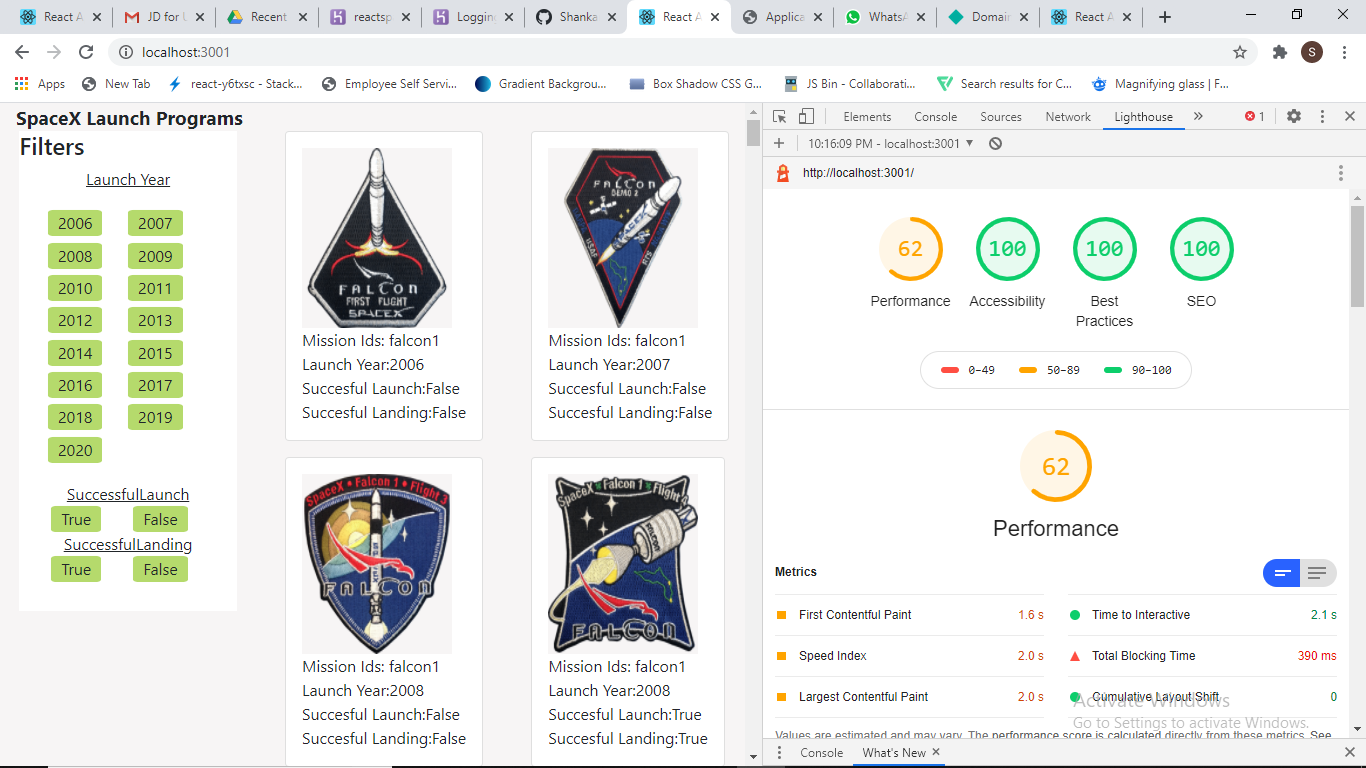 React A
JD for U
Recent
reactsp
Loggin
Shanka
React A
Applica
WhatsA
Domain
React A
localhost:3001
S
Apps
New Tab
react-y6txsc - Stack...
Employee Self Servi...
Gradient Backgrou...
Box Shadow CSS G...
JS Bin - Collaborati...
Search results for C...
Magnifying glass | F...
SpaceX Launch Programs
Filters
Launch Year
2006 2007
2008 2009
2010 2011
2012 2013
2014 2015
2016 2017
2018 2019
2020
SuccessfulLaunch
True False
SuccessfulLanding
True False
FALCON
FIRST FLIGHT
SPACEX
Mission Ids: falcon1
Launch Year:2006
Succesful Launch:False
Succesful Landing:False
FALCON
DEMO 2
Mission Ids: falcon1
Launch Year:2007
Succesful Launch:False
Succesful Landing:False
SpaceX • Falcon 1 • Flight 3
FALCON
Mission Ids: falcon1
Launch Year:2008
Succesful Launch:False
Succesful Landing:False
SpaceX Falcon 1 Flight 4
FALCON
Mission Ids: falcon1
Launch Year:2008
Succesful Launch:True
Succesful Landing:True
Elements Console Sources Network Lighthouse 1
10:16:09 PM - localhost:3001
http://localhost:3001/
62 100 100 100
Performance Accessibility Best Practices SEO
0–49 50–89 90–100
62
Performance
Metrics
First Contentful Paint 1.6 s
Time to Interactive 2.1 s
Speed Index 2.0 s
Total Blocking Time 390 ms
Largest Contentful Paint 2.0 s
Cumulative Layout Shift 0
Activate Windows
Go to Settings to activate Windows.
Values are estimated and may vary. The performance score is calculated directly from these metrics. See
Console What's New